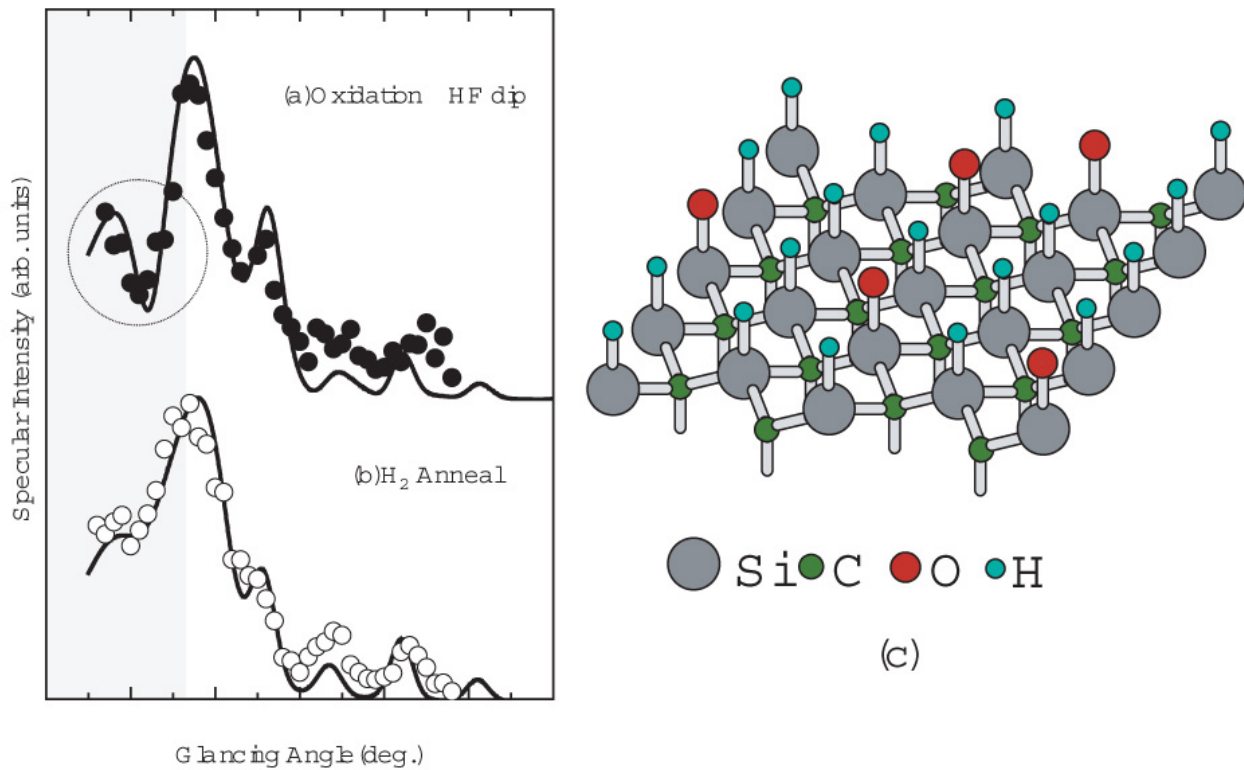 (a)Oxidation HF dip
Specular Intensity (arb. units)
(b)H₂ Anneal
Glancing Angle (deg.)
Si C O H
(c)